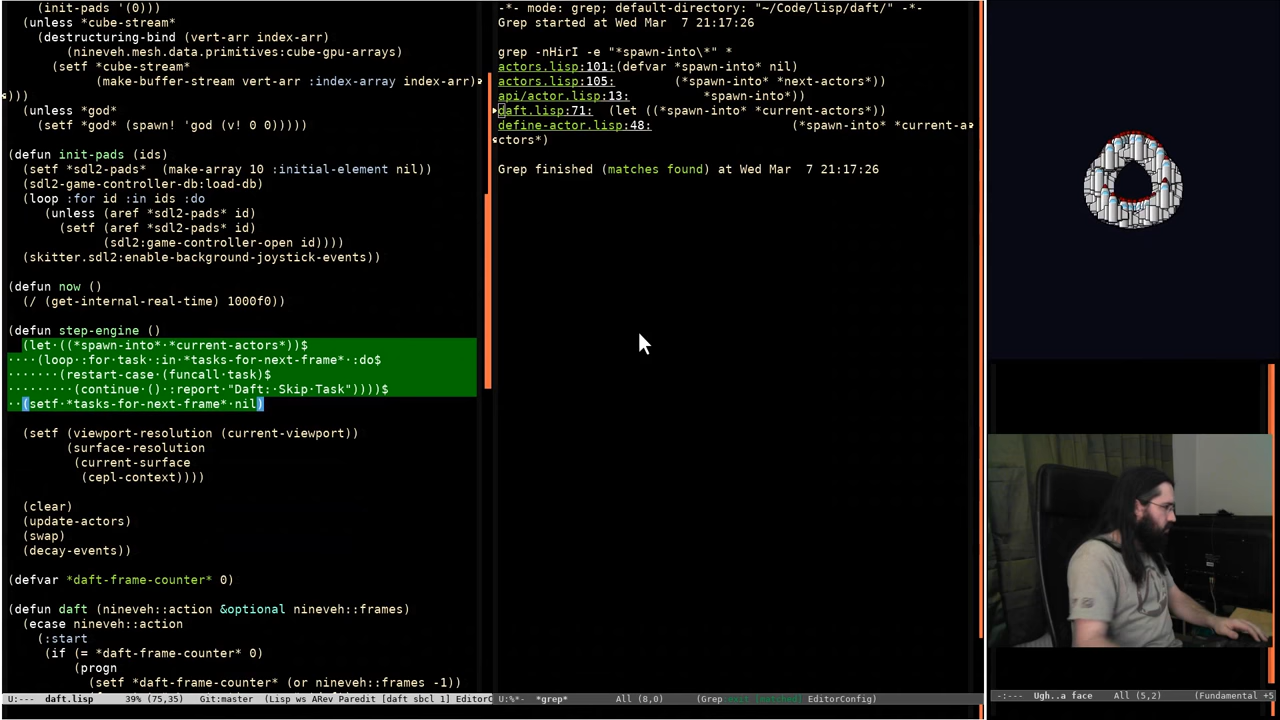 (init-pads '(0)))
(unless *cube-stream*
(destructuring-bind (vert-arr index-arr)
(nineveh.mesh.data.primitives:cube-gpu-arrays)
(setf *cube-stream*
(make-buffer-stream vert-arr :index-array index-arr)
)))
(unless *god*
(setf *god* (spawn! 'god (v! 0 0)))))
(defun init-pads (ids)
(setf *sdl2-pads* (make-array 10 :initial-element nil))
(sdl2-game-controller-db:load-db)
(loop :for id :in ids :do
(unless (aref *sdl2-pads* id)
(setf (aref *sdl2-pads* id)
(sdl2:game-controller-open id))))
(skitter.sdl2:enable-background-joystick-events))
(defun now ()
(/ (get-internal-real-time) 1000f0))
(defun step-engine ()
(let·((*spawn-into*·*current-actors*))$
····(loop·:for·task·:in·*tasks-for-next-frame*·:do$
·······(restart-case·(funcall·task)$
·········(continue·()·:report·"Daft:·Skip·Task"))))$
··(setf·*tasks-for-next-frame*·nil)
(setf (viewport-resolution (current-viewport))
(surface-resolution
(current-surface
(cepl-context))))
(clear)
(update-actors)
(swap)
(decay-events))
(defvar *daft-frame-counter* 0)
(defun daft (nineveh::action &optional nineveh::frames)
(ecase nineveh::action
(:start
(if (= *daft-frame-counter* 0)
(progn
(setf *daft-frame-counter* (or nineveh::frames -1))
U:--- daft.lisp 39% (75,35) Git:master (Lisp ws ARev Paredit [daft sbcl 1] EditorC
-*- mode: grep; default-directory: "~/Code/lisp/daft/" -*-
Grep started at Wed Mar 7 21:17:26
grep -nHirI -e "*spawn-into\*" *
actors.lisp:101:(defvar *spawn-into* nil)
actors.lisp:105: (*spawn-into* *next-actors*))
api/actor.lisp:13: *spawn-into*))
daft.lisp:71: (let ((*spawn-into* *current-actors*))
define-actor.lisp:48: (*spawn-into* *current-a
ctors*)
Grep finished (matches found) at Wed Mar 7 21:17:26
U:%*- *grep* All (8,0) (Grep:exit [matched] EditorConfig)
-:--- Ugh..a face All (5,2) (Fundamental +5